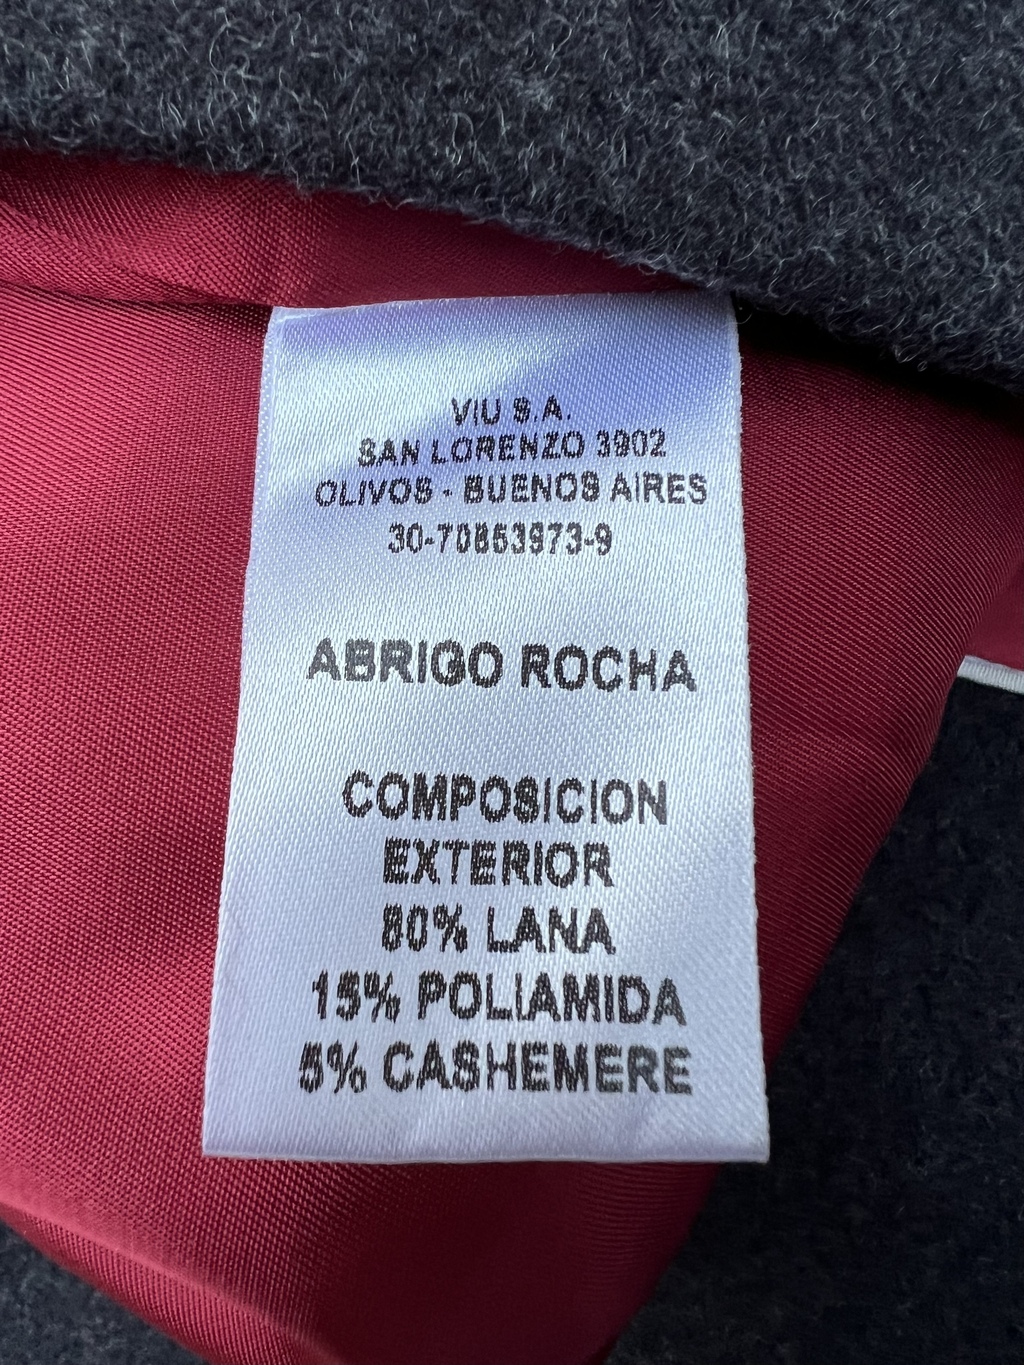 VIU S.A.
SAN LORENZO 3902
OLIVOS - BUENOS AIRES
30-70853973-9
ABRIGO ROCHA
COMPOSICION
EXTERIOR
80% LANA
15% POLIAMIDA
5% CASHEMERE